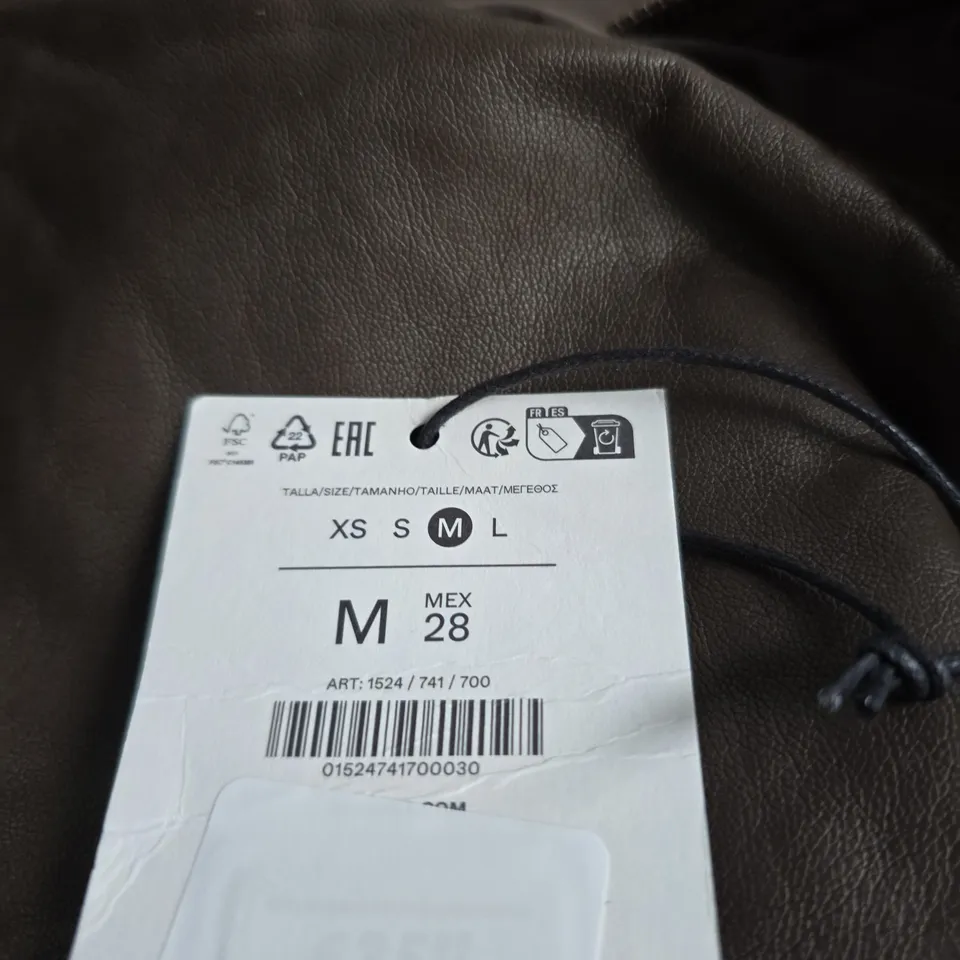 FSC
22
PAP
EAC
FR ES
TALLA/SIZE/TAMANHO/TAILLE/MAAT/ΜΕΓΕΘΟΣ
XS S M L
M MEX 28
ART: 1524 / 741 / 700
01524741700030